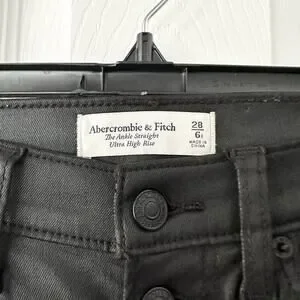 Abercrombie & Fitch
The Ankle Straight
Ultra High Rise
28
6
MADE IN
CHINA